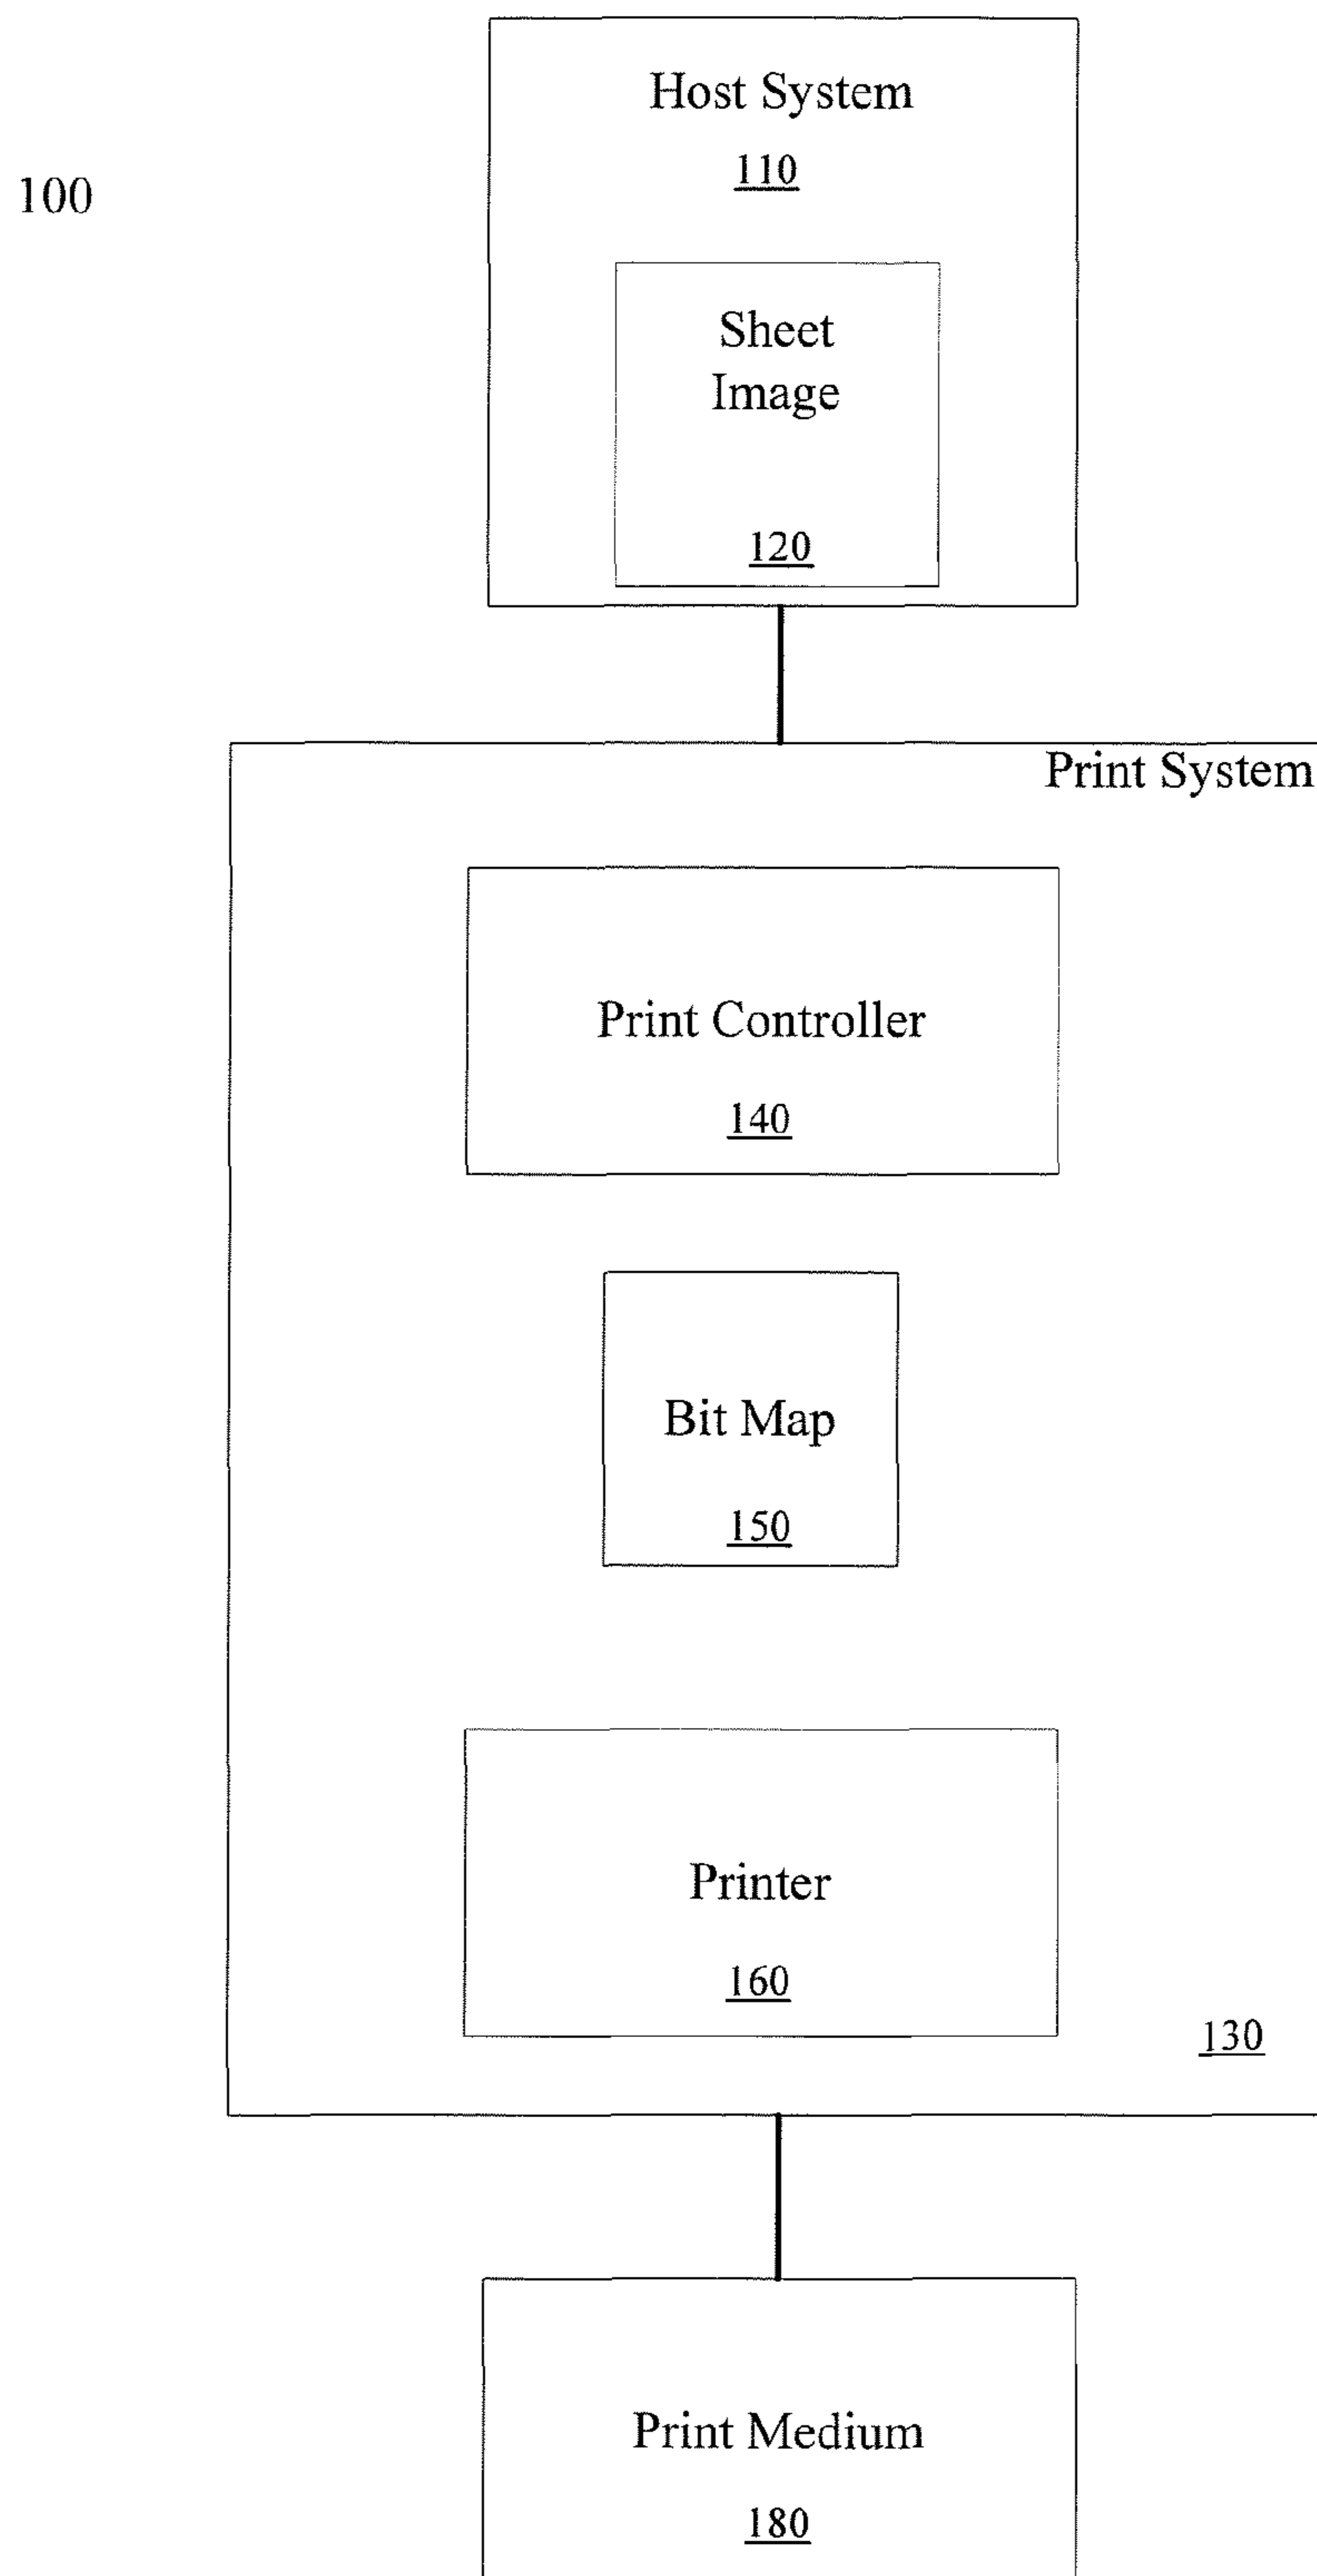 Host System
110
100
Sheet
Image
120
Print System
Print Controller
140
Bit Map
150
Printer
160
130
Print Medium
180